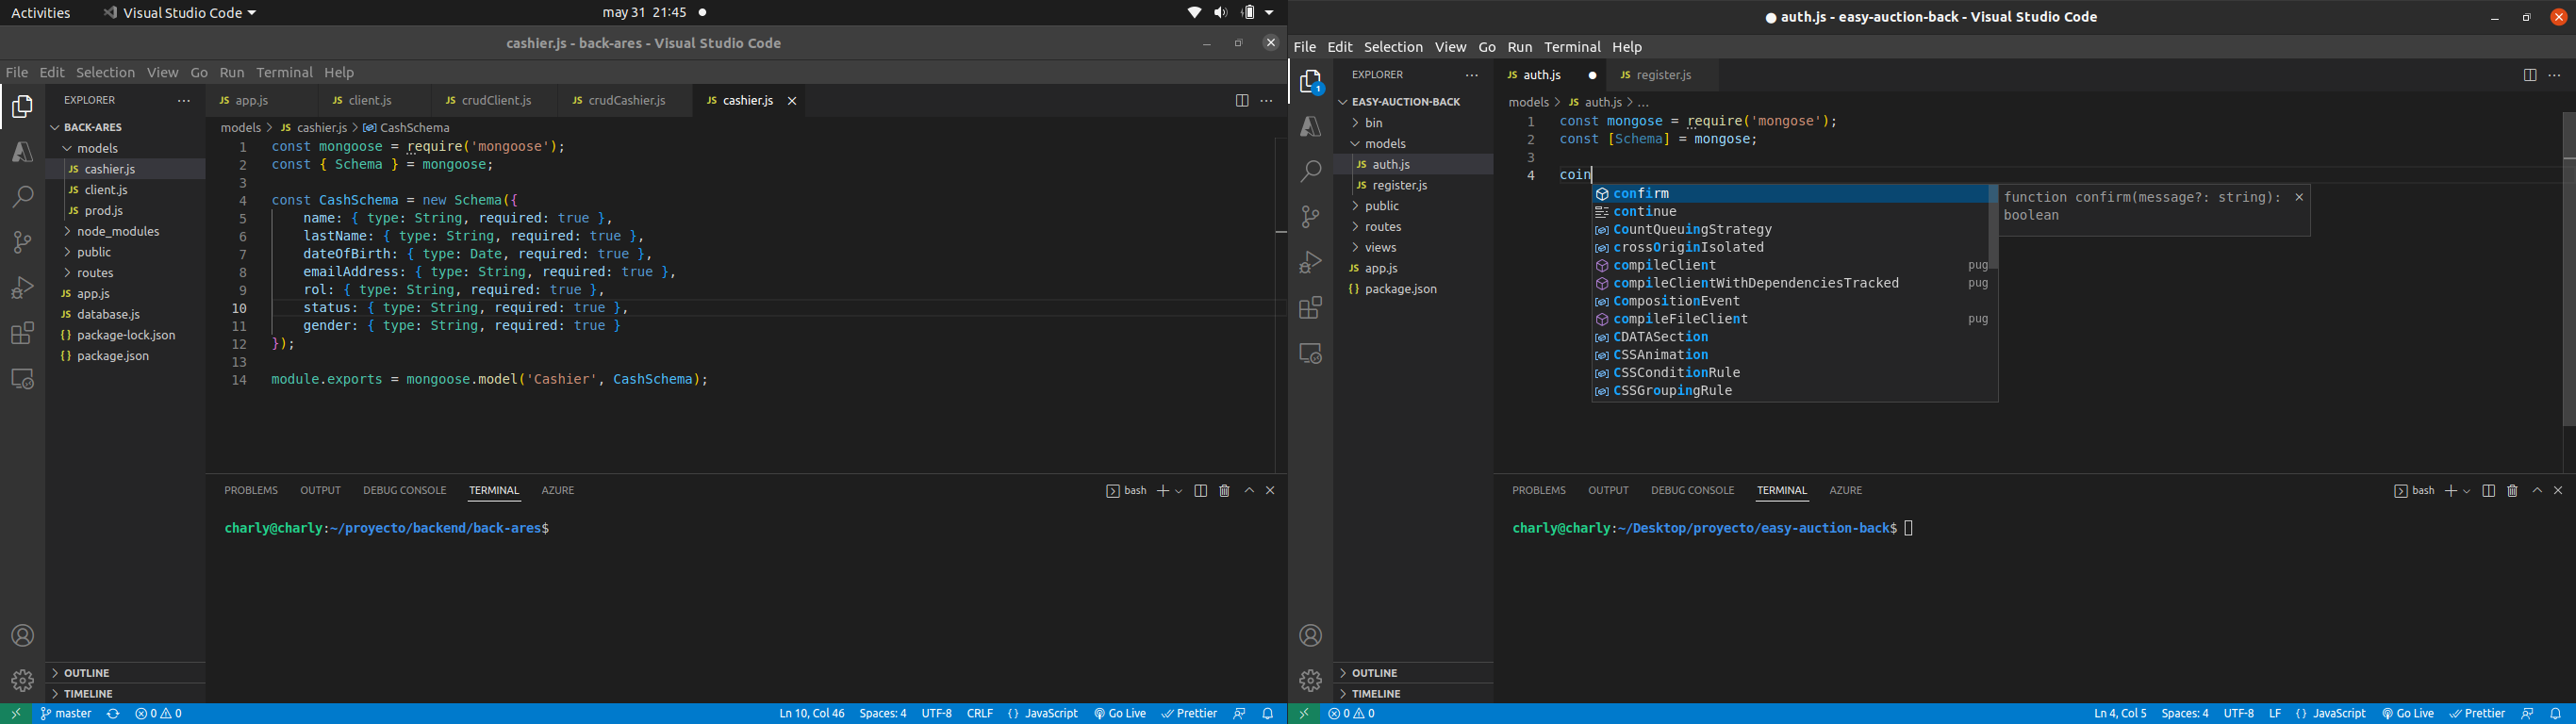 Activities
Visual Studio Code
may 31 21:45
cashier.js - back-ares - Visual Studio Code
File Edit Selection View Go Run Terminal Help
EXPLORER
BACK-ARES
models
JS cashier.js
JS client.js
JS prod.js
node_modules
public
routes
JS app.js
JS database.js
{} package-lock.json
{} package.json
OUTLINE
TIMELINE
JS app.js
JS client.js
JS crudClient.js
JS crudCashier.js
JS cashier.js
models > JS cashier.js > CashSchema
1 const mongoose = require('mongoose');
2 const { Schema } = mongoose;
3
4 const CashSchema = new Schema({
5 name: { type: String, required: true },
6 lastName: { type: String, required: true },
7 dateOfBirth: { type: Date, required: true },
8 emailAddress: { type: String, required: true },
9 rol: { type: String, required: true },
10 status: { type: String, required: true },
11 gender: { type: String, required: true }
12 });
13
14 module.exports = mongoose.model('Cashier', CashSchema);
PROBLEMS OUTPUT DEBUG CONSOLE TERMINAL AZURE
bash
charly@charly:~/proyecto/backend/back-ares$
master 0 0
Ln 10, Col 46 Spaces: 4 UTF-8 CRLF {} JavaScript Go Live Prettier
auth.js - easy-auction-back - Visual Studio Code
File Edit Selection View Go Run Terminal Help
1
EXPLORER
EASY-AUCTION-BACK
bin
models
JS auth.js
JS register.js
public
routes
views
JS app.js
{} package.json
OUTLINE
TIMELINE
JS auth.js
JS register.js
models > JS auth.js > ...
1 const mongose = require('mongose');
2 const [Schema] = mongose;
3
4 coin
confirm
continue
CountQueuingStrategy
crossOriginIsolated
compileClient pug
compileClientWithDependenciesTracked pug
CompositionEvent
compileFileClient pug
CDATASection
CSSAnimation
CSSConditionRule
CSSGroupingRule
function confirm(message?: string):
boolean
PROBLEMS OUTPUT DEBUG CONSOLE TERMINAL AZURE
bash
charly@charly:~/Desktop/proyecto/easy-auction-back$
0 0
Ln 4, Col 5 Spaces: 4 UTF-8 LF {} JavaScript Go Live Prettier